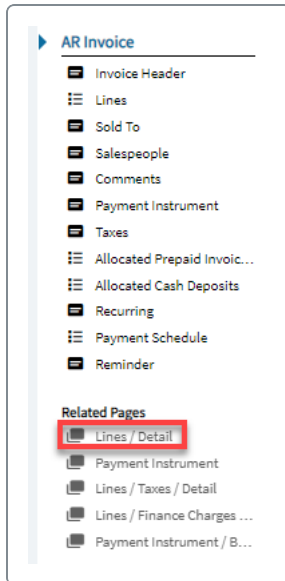 AR Invoice
Invoice Header
Lines
Sold To
Salespeople
Comments
Payment Instrument
Taxes
Allocated Prepaid Invoic...
Allocated Cash Deposits
Recurring
Payment Schedule
Reminder
Related Pages
Lines / Detail
Payment Instrument
Lines / Taxes / Detail
Lines / Finance Charges ...
Payment Instrument / B...